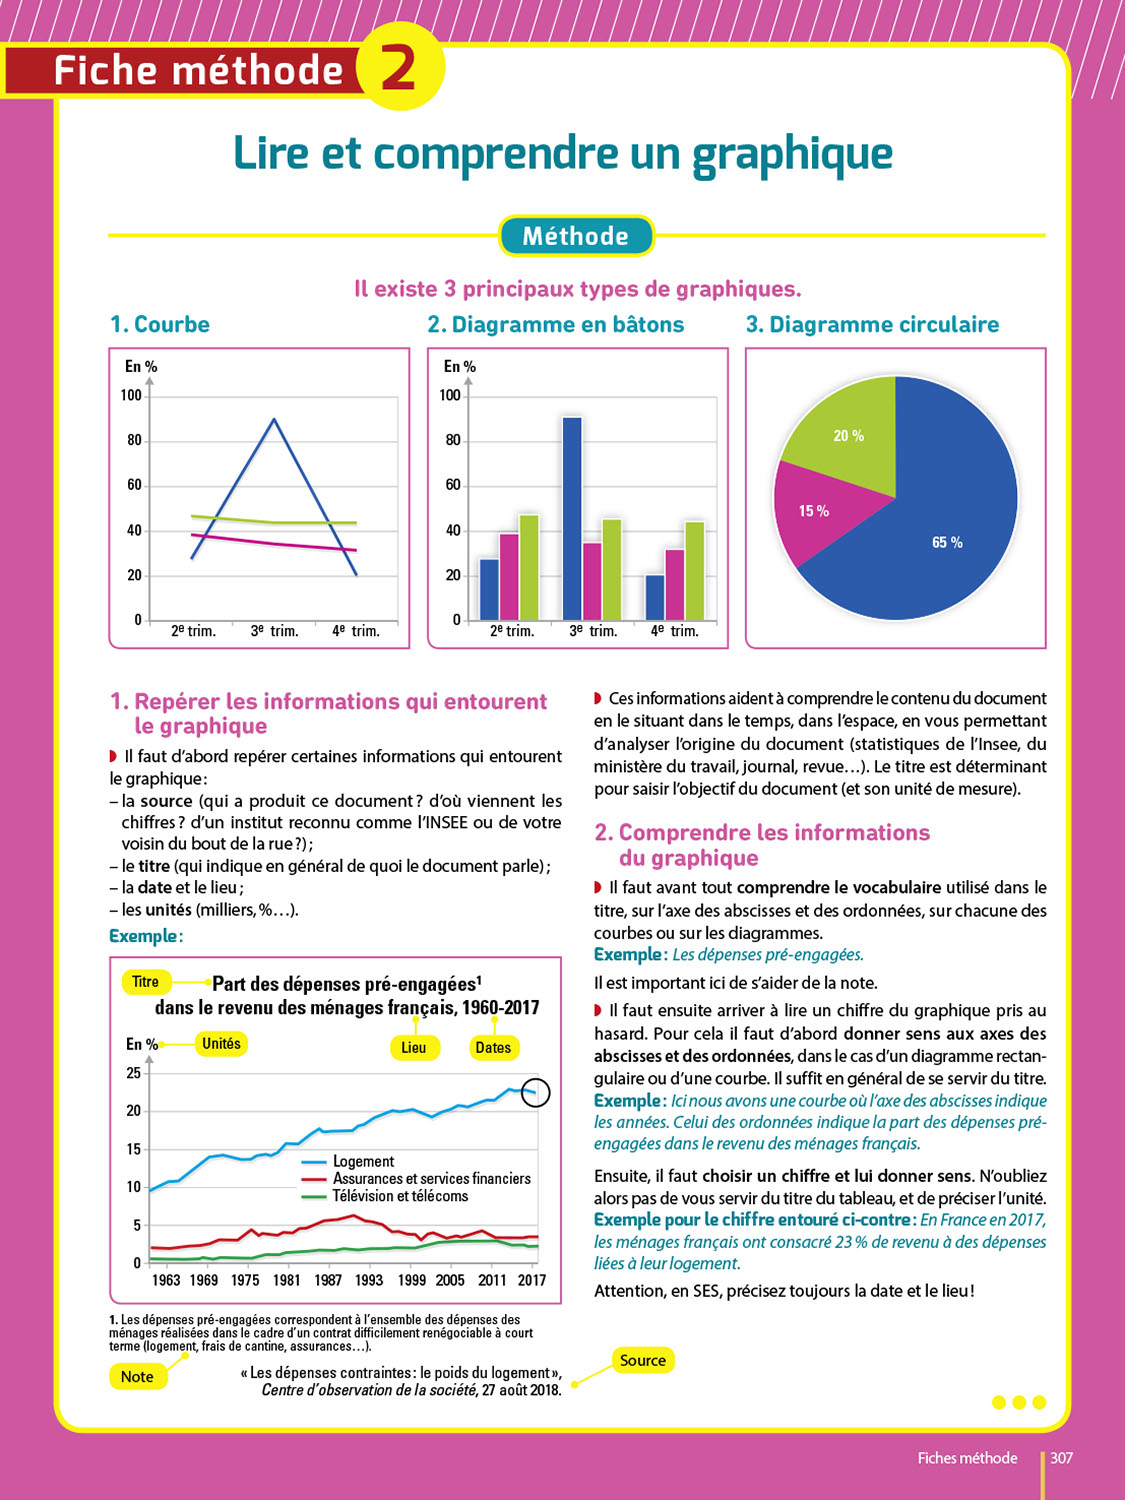 Fiche méthode 2
Lire et comprendre un graphique
Méthode
Il existe 3 principaux types de graphiques.
1. Courbe
En %
100
80
60
40
20
0
2e trim. 3e trim. 4e trim.
2. Diagramme en bâtons
En %
100
80
60
40
20
0
2e trim. 3e trim. 4e trim.
3. Diagramme circulaire
20 %
15 %
65 %
1. Repérer les informations qui entourent
le graphique
Il faut d’abord repérer certaines informations qui entourent
le graphique :
– la source (qui a produit ce document ? d’où viennent les
chiffres ? d’un institut reconnu comme l’INSEE ou de votre
voisin du bout de la rue ?) ;
– le titre (qui indique en général de quoi le document parle) ;
– la date et le lieu ;
– les unités (milliers, %…).
Exemple :
Titre
Part des dépenses pré-engagées1
dans le revenu des ménages français, 1960-2017
En %
Unités
Lieu
Dates
25
20
15
10
5
0
Logement
Assurances et services financiers
Télévision et télécoms
1963 1969 1975 1981 1987 1993 1999 2005 2011 2017
1. Les dépenses pré-engagées correspondent à l’ensemble des dépenses des
ménages réalisées dans le cadre d’un contrat difficilement renégociable à court
terme (logement, frais de cantine, assurances…).
Note
« Les dépenses contraintes : le poids du logement »,
Centre d’observation de la société, 27 août 2018.
Source
Ces informations aident à comprendre le contenu du document
en le situant dans le temps, dans l’espace, en vous permettant
d’analyser l’origine du document (statistiques de l’Insee, du
ministère du travail, journal, revue…). Le titre est déterminant
pour saisir l’objectif du document (et son unité de mesure).
2. Comprendre les informations
du graphique
Il faut avant tout comprendre le vocabulaire utilisé dans le
titre, sur l’axe des abscisses et des ordonnées, sur chacune des
courbes ou sur les diagrammes.
Exemple : Les dépenses pré-engagées.
Il est important ici de s’aider de la note.
Il faut ensuite arriver à lire un chiffre du graphique pris au
hasard. Pour cela il faut d’abord donner sens aux axes des
abscisses et des ordonnées, dans le cas d’un diagramme rectan-
gulaire ou d’une courbe. Il suffit en général de se servir du titre.
Exemple : Ici nous avons une courbe où l’axe des abscisses indique
les années. Celui des ordonnées indique la part des dépenses pré-
engagées dans le revenu des ménages français.
Ensuite, il faut choisir un chiffre et lui donner sens. N’oubliez
alors pas de vous servir du titre du tableau, et de préciser l’unité.
Exemple pour le chiffre entouré ci-contre : En France en 2017,
les ménages français ont consacré 23 % de revenu à des dépenses
liées à leur logement.
Attention, en SES, précisez toujours la date et le lieu !
Fiches méthode 307